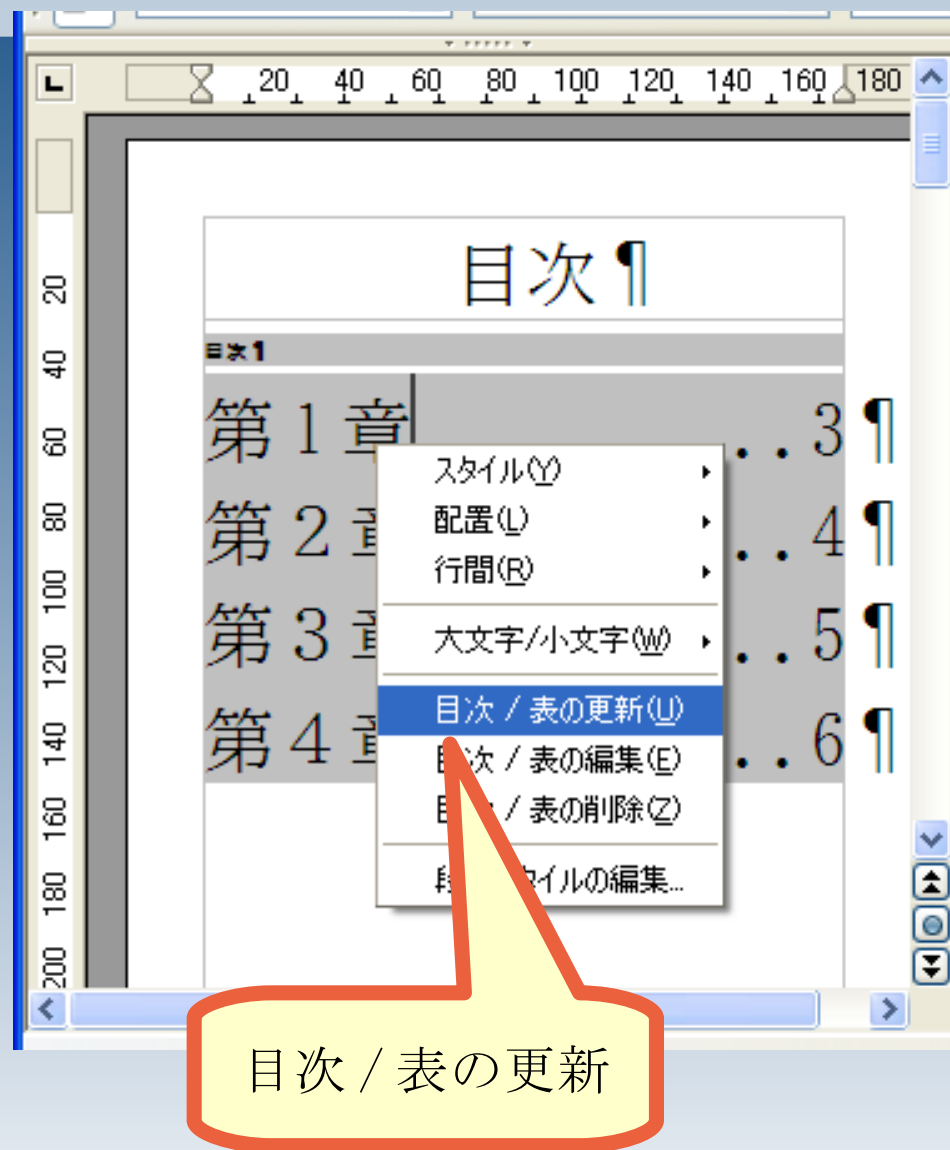 20 40 60 80 100 120 140 160 180
20
40
60
80
100
120
140
160
180
200
目次¶
目次1
第1章 ..3¶
第2 ..4¶
第3 ..5¶
第4 ..6¶
スタイル(Y)
配置(L)
行間(R)
大文字/小文字(W)
目次 / 表の更新(U)
次 / 表の編集(E)
/ 表の削除(Z)
イルの編集...
目次 / 表の更新